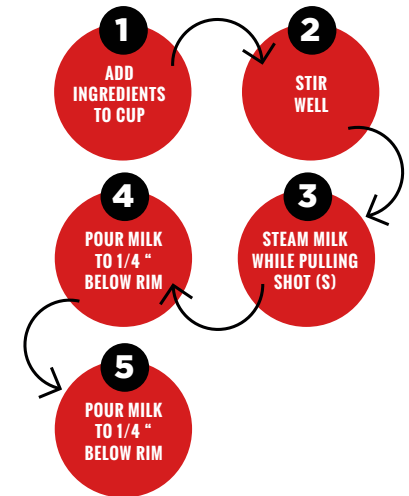 1
ADD
INGREDIENTS
TO CUP
2
STIR
WELL
3
STEAM MILK
WHILE PULLING
SHOT (S)
4
POUR MILK
TO 1/4 “
BELOW RIM
5
POUR MILK
TO 1/4 “
BELOW RIM